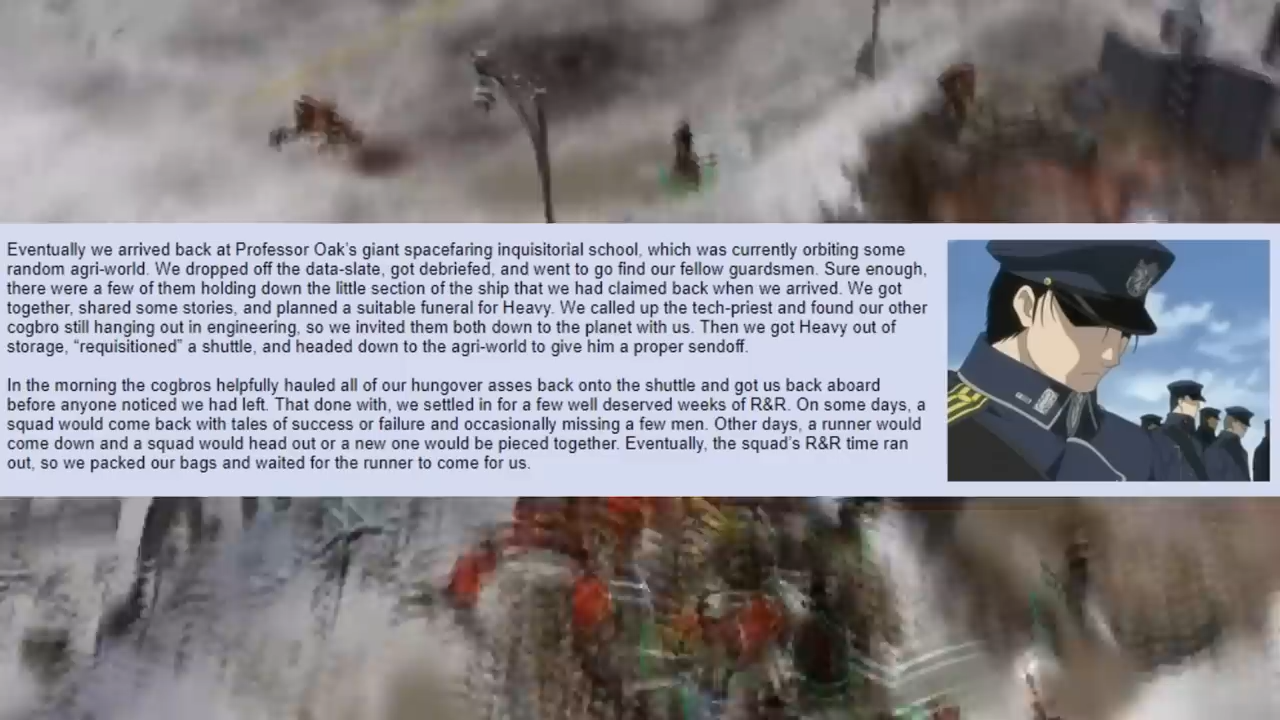 Eventually we arrived back at Professor Oak's giant spacefaring inquisitorial school, which was currently orbiting some
random agri-world. We dropped off the data-slate, got debriefed, and went to go find our fellow guardsmen. Sure enough,
there were a few of them holding down the little section of the ship that we had claimed back when we arrived. We got
together, shared some stories, and planned a suitable funeral for Heavy. We called up the tech-priest and found our other
cogbro still hanging out in engineering, so we invited them both down to the planet with us. Then we got Heavy out of
storage, “requisitioned” a shuttle, and headed down to the agri-world to give him a proper sendoff.
In the morning the cogbros helpfully hauled all of our hungover asses back onto the shuttle and got us back aboard
before anyone noticed we had left. That done with, we settled in for a few well deserved weeks of R&R. On some days, a
squad would come back with tales of success or failure and occasionally missing a few men. Other days, a runner would
come down and a squad would head out or a new one would be pieced together. Eventually, the squad's R&R time ran
out, so we packed our bags and waited for the runner to come for us.